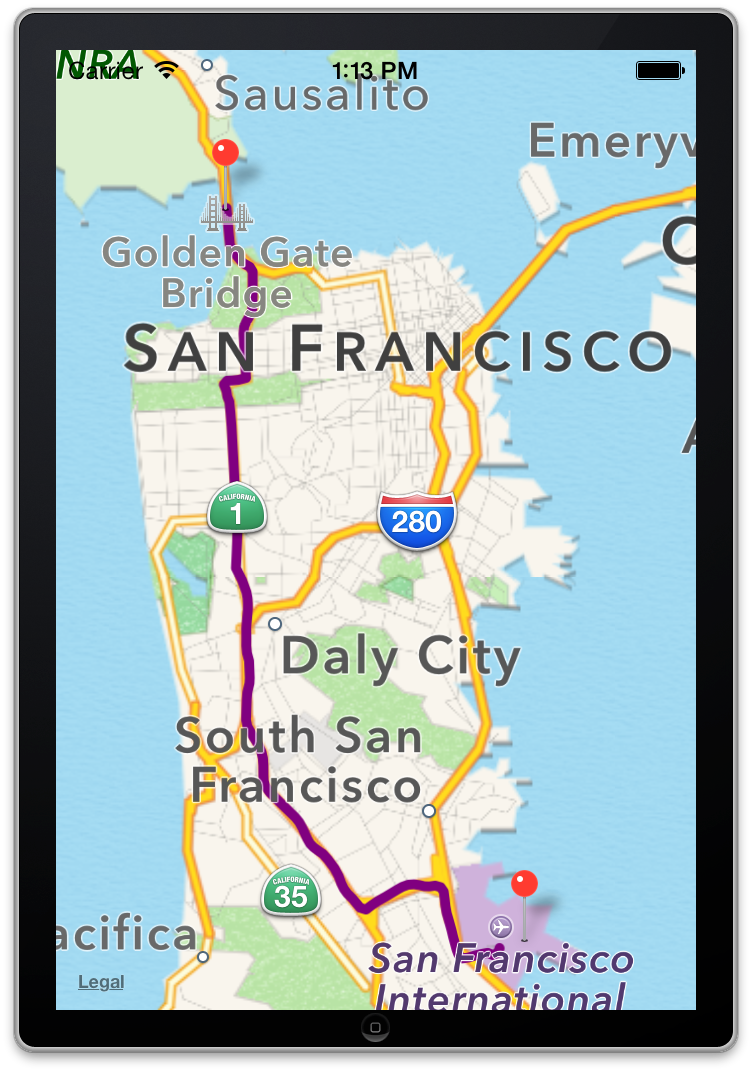 NRA
Carrier
1:13 PM
Sausalito
Emeryv
Golden Gate
Bridge
SAN FRANCISCO
CALIFORNIA
1
280
Daly City
South San
Francisco
CALIFORNIA
35
acifica
San Francisco
International
Legal